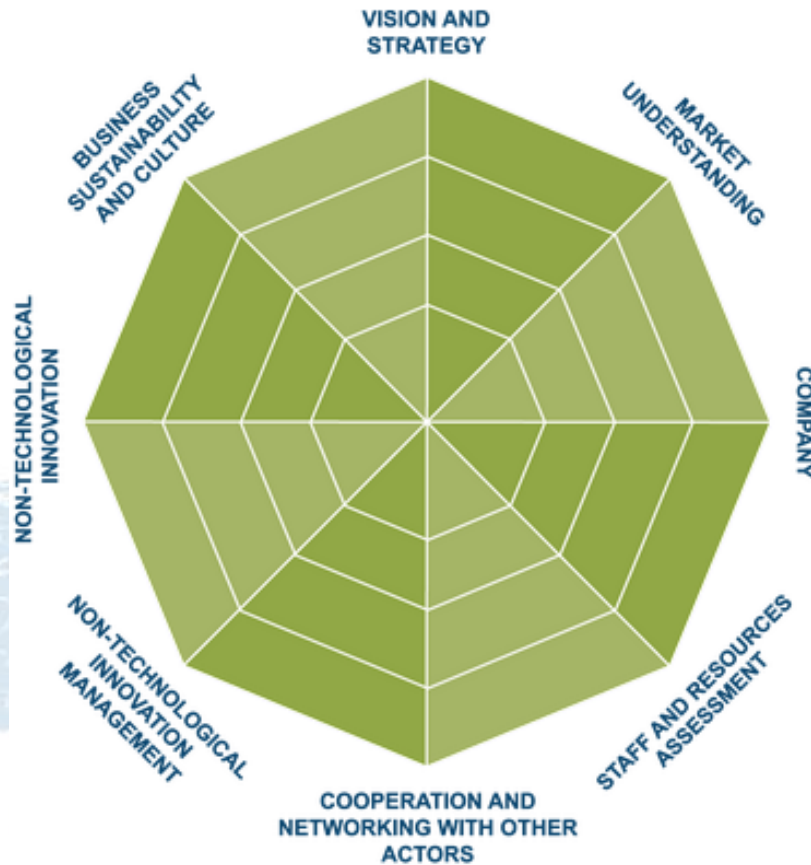 VISION AND
STRATEGY
MARKET
UNDERSTANDING
COMPANY
STAFF AND RESOURCES
ASSESSMENT
COOPERATION AND
NETWORKING WITH OTHER
ACTORS
NON-TECHNOLOGICAL
INNOVATION
MANAGEMENT
NON-TECHNOLOGICAL
INNOVATION
BUSINESS
SUSTAINABILITY
AND CULTURE